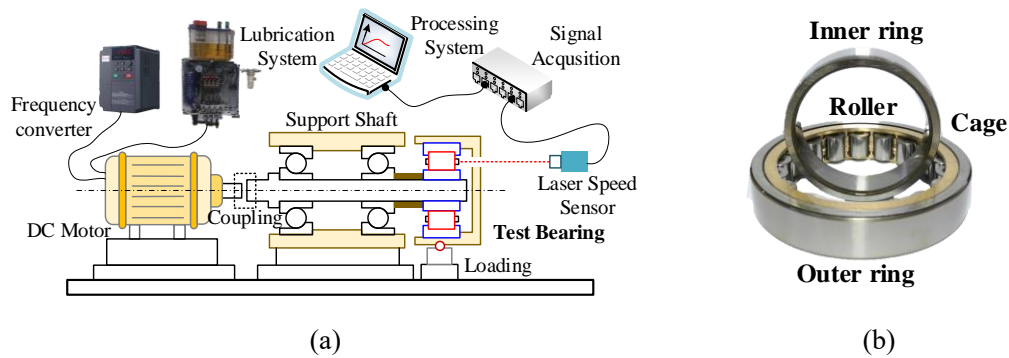 Lubrication
System
Processing
System
Signal
Acqusition
Frequency
converter
Support Shaft
Coupling
DC Motor
Test Bearing
Laser Speed
Sensor
Loading
(a)
Inner ring
Roller
Cage
Outer ring
(b)